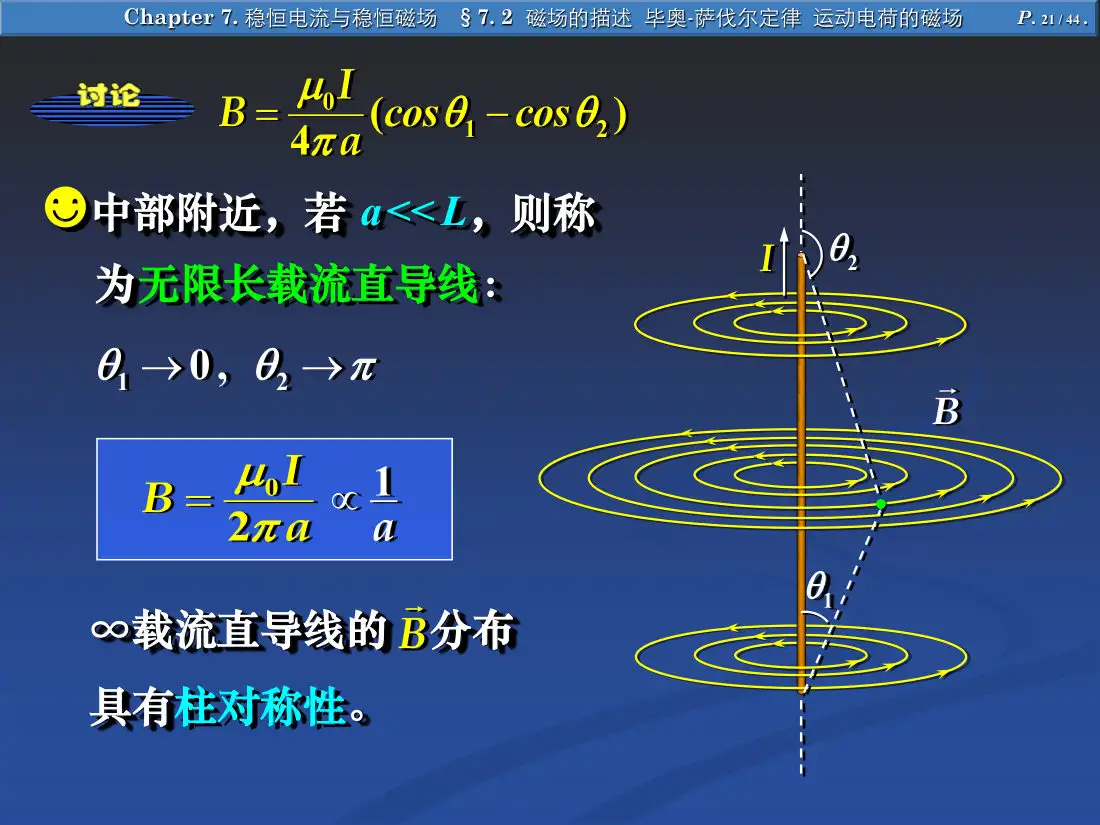 Chapter 7. 稳恒电流与稳恒磁场 §7. 2 磁场的描述 毕奥-萨伐尔定律 运动电荷的磁场 P. 21 / 44 .
讨论
B = μ₀I / 4πa (cosθ₁ − cosθ₂)
中部附近，若 a<<L，则称
为无限长载流直导线：
θ₁ → 0 , θ₂ → π
B = μ₀I / 2πa ∝ 1 / a
∞载流直导线的 B⃗ 分布
具有柱对称性。
I
θ₂
B⃗
θ₁